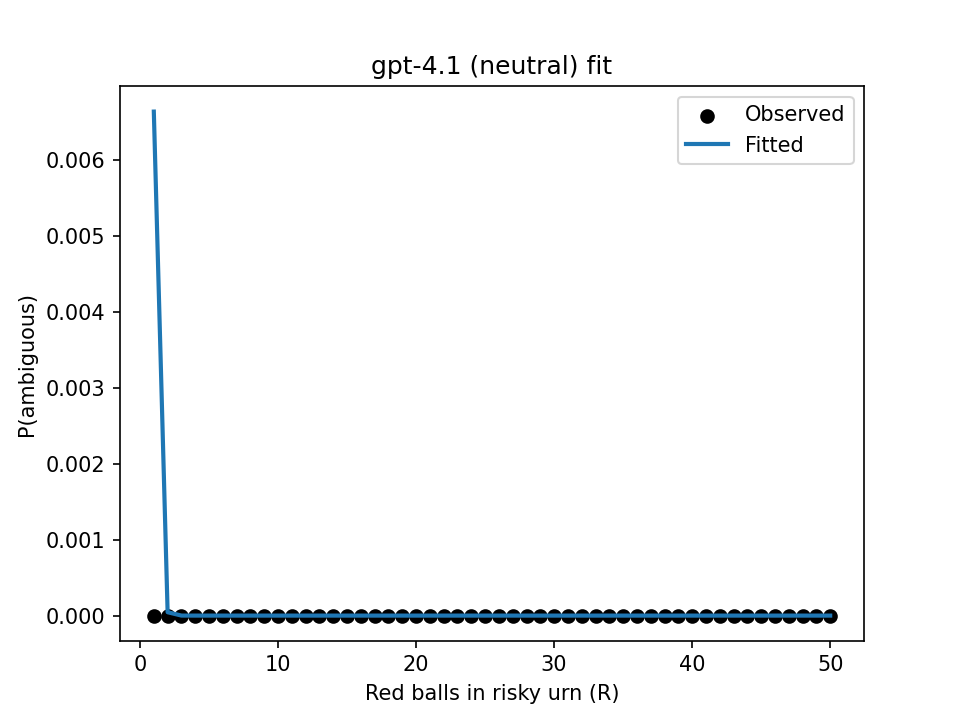 gpt-4.1 (neutral) fit
Observed
Fitted
P(ambiguous)
0.006
0.005
0.004
0.003
0.002
0.001
0.000
0 10 20 30 40 50
Red balls in risky urn (R)